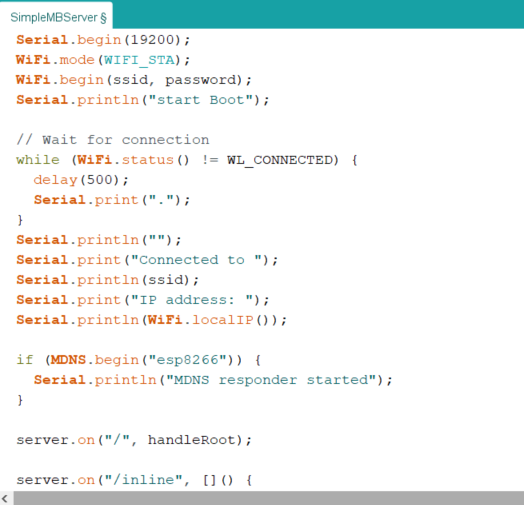 SimpleMBServer §
Serial.begin(19200);
WiFi.mode(WIFI_STA);
WiFi.begin(ssid, password);
Serial.println("start Boot");

// Wait for connection
while (WiFi.status() != WL_CONNECTED) {
  delay(500);
  Serial.print(".");
}
Serial.println("");
Serial.print("Connected to ");
Serial.println(ssid);
Serial.print("IP address: ");
Serial.println(WiFi.localIP());

if (MDNS.begin("esp8266")) {
  Serial.println("MDNS responder started");
}

server.on("/", handleRoot);

server.on("/inline", []() {